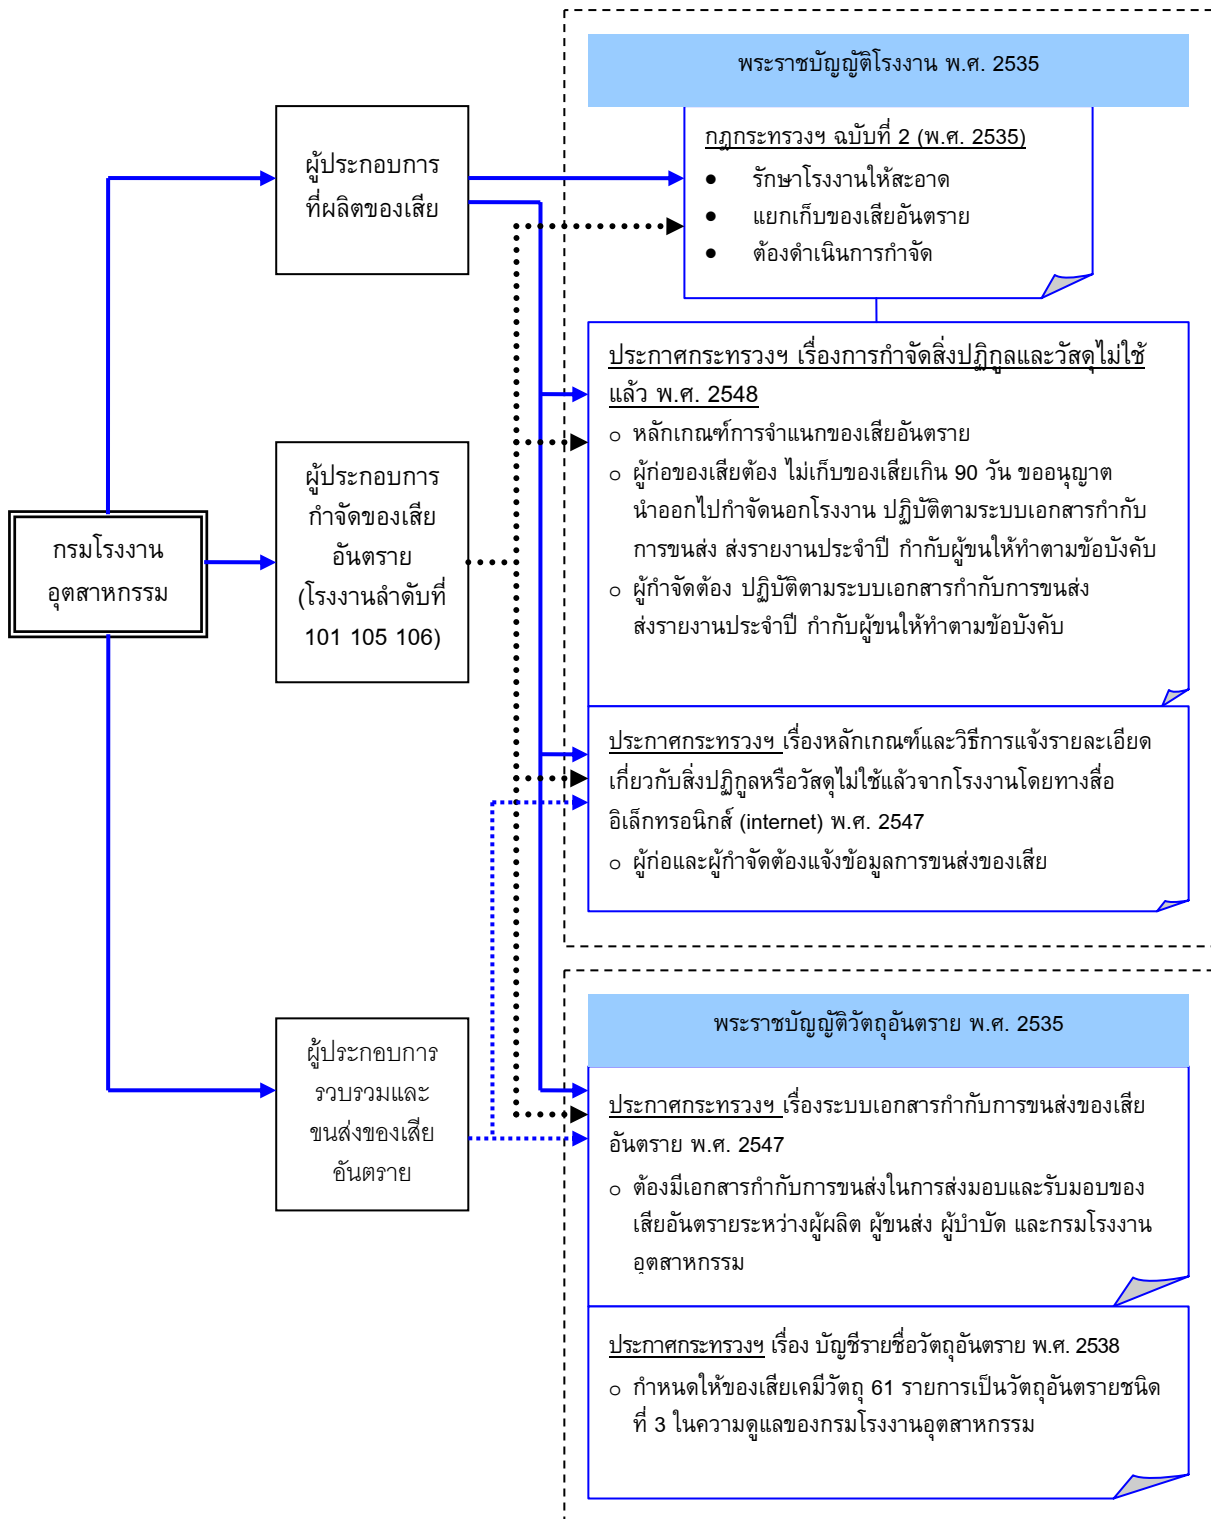 พระราชบัญญัติโรงงาน พ.ศ. 2535
กฎกระทรวงฯ ฉบับที่ 2 (พ.ศ. 2535)
● รักษาโรงงานให้สะอาด
● แยกเก็บของเสียอันตราย
● ต้องดำเนินการกำจัด
ผู้ประกอบการ
ที่ผลิตของเสีย
ประกาศกระทรวงฯ เรื่องการกำจัดสิ่งปฏิกูลและวัสดุไม่ใช้
แล้ว พ.ศ. 2548
o หลักเกณฑ์การจำแนกของเสียอันตราย
o ผู้ก่อของเสียต้อง ไม่เก็บของเสียเกิน 90 วัน ขออนุญาต
นำออกไปกำจัดนอกโรงงาน ปฏิบัติตามระบบเอกสารกำกับ
การขนส่ง ส่งรายงานประจำปี กำกับผู้ขนให้ทำตามข้อบังคับ
o ผู้กำจัดต้อง ปฏิบัติตามระบบเอกสารกำกับการขนส่ง
ส่งรายงานประจำปี กำกับผู้ขนให้ทำตามข้อบังคับ
ผู้ประกอบการ
กำจัดของเสีย
อันตราย
(โรงงานลำดับที่
101 105 106)
กรมโรงงาน
อุตสาหกรรม
ประกาศกระทรวงฯ เรื่องหลักเกณฑ์และวิธีการแจ้งรายละเอียด
เกี่ยวกับสิ่งปฏิกูลหรือวัสดุไม่ใช้แล้วจากโรงงานโดยทางสื่อ
อิเล็กทรอนิกส์ (internet) พ.ศ. 2547
o ผู้ก่อและผู้กำจัดต้องแจ้งข้อมูลการขนส่งของเสีย
พระราชบัญญัติวัตถุอันตราย พ.ศ. 2535
ผู้ประกอบการ
รวบรวมและ
ขนส่งของเสีย
อันตราย
ประกาศกระทรวงฯ เรื่องระบบเอกสารกำกับการขนส่งของเสีย
อันตราย พ.ศ. 2547
o ต้องมีเอกสารกำกับการขนส่งในการส่งมอบและรับมอบของ
เสียอันตรายระหว่างผู้ผลิต ผู้ขนส่ง ผู้บำบัด และกรมโรงงาน
อุตสาหกรรม
ประกาศกระทรวงฯ เรื่อง บัญชีรายชื่อวัตถุอันตราย พ.ศ. 2538
o กำหนดให้ของเสียเคมีวัตถุ 61 รายการเป็นวัตถุอันตรายชนิด
ที่ 3 ในความดูแลของกรมโรงงานอุตสาหกรรม